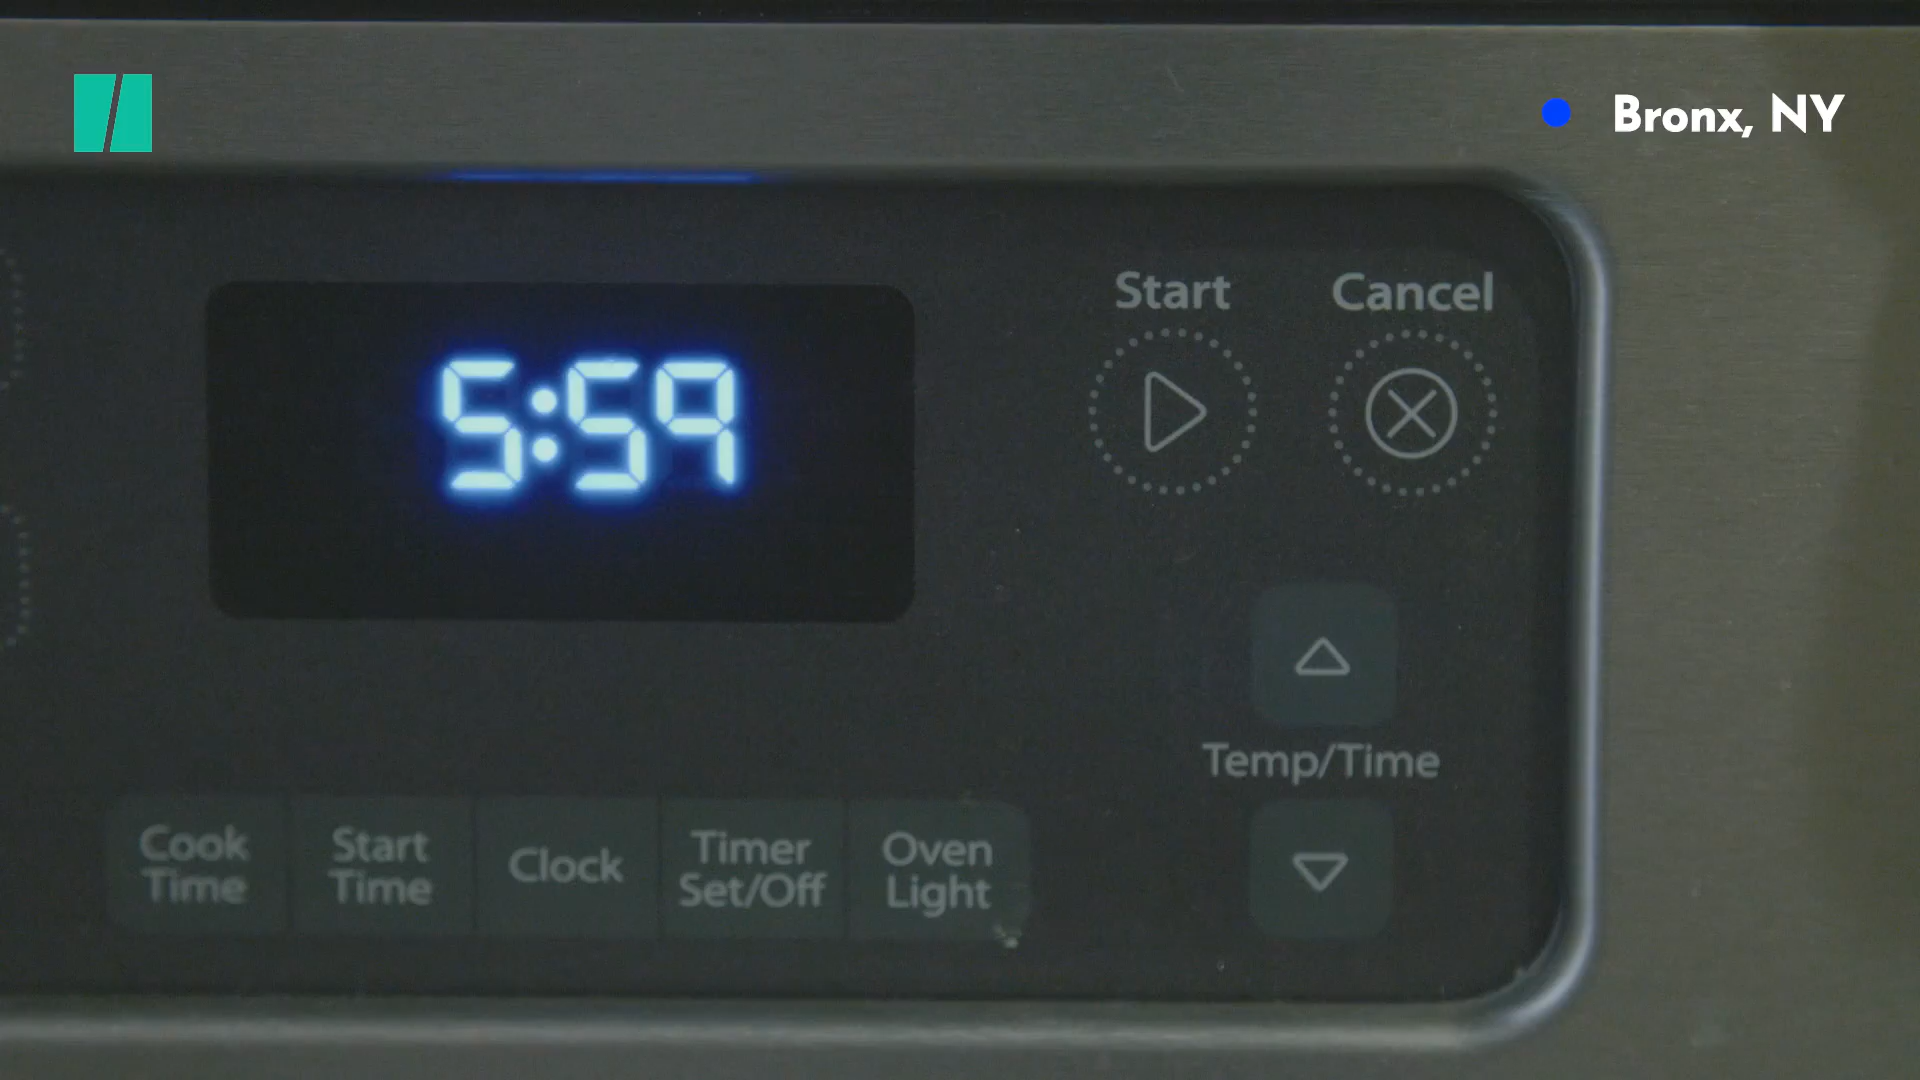 Bronx, NY
Start
Cancel
5:59
Temp/Time
Cook
Time
Start
Time
Clock
Timer
Set/Off
Oven
Light